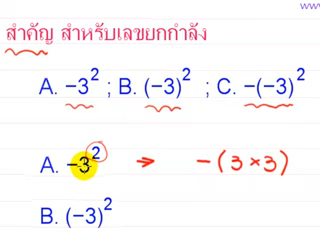 www
สำคัญ สำหรับเลขยกกำลัง
A. −3² ; B. (−3)² ; C. −(−3)²
A. −3² → −(3×3)
B. (−3)²